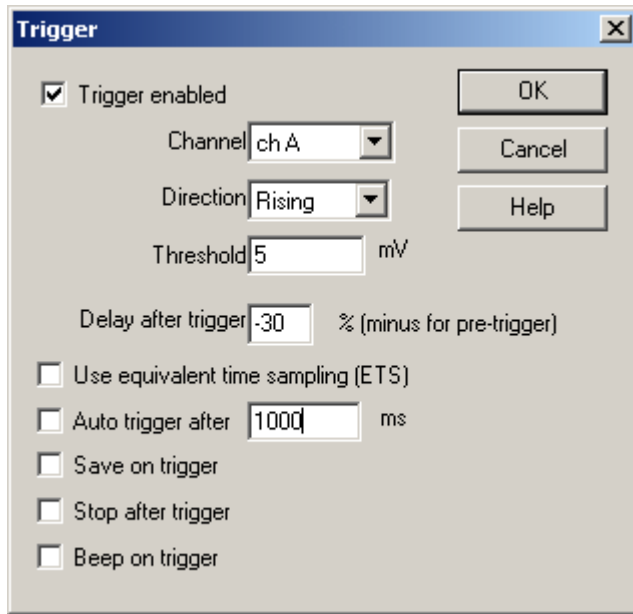 Trigger
Trigger enabled
OK
Channel ch A
Cancel
Direction Rising
Help
Threshold 5 mV
Delay after trigger -30 % (minus for pre-trigger)
Use equivalent time sampling (ETS)
Auto trigger after 1000 ms
Save on trigger
Stop after trigger
Beep on trigger